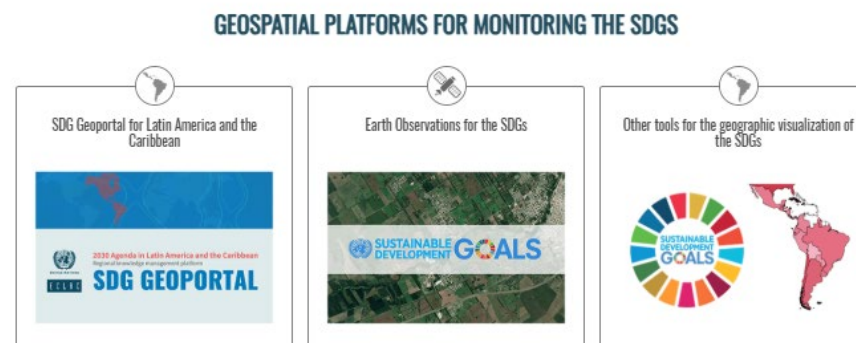 GEOSPATIAL PLATFORMS FOR MONITORING THE SDGS
SDG Geoportal for Latin America and the
Caribbean
2030 Agenda in Latin America and the Caribbean
Regional knowledge management platform
SDG GEOPORTAL
UNITED NATIONS
ECLAC
Earth Observations for the SDGs
SUSTAINABLE
DEVELOPMENT
GOALS
Other tools for the geographic visualization of
the SDGs
SUSTAINABLE
DEVELOPMENT
GOALS